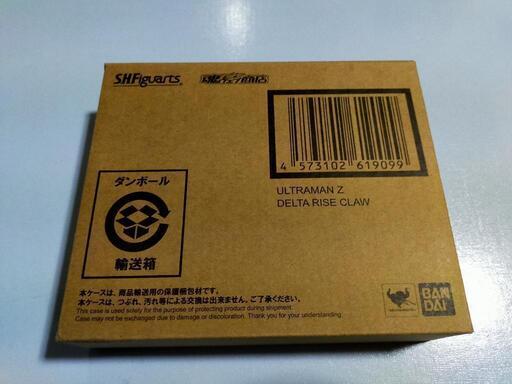 S.H.Figuarts
魂ウェブ商店
4 573102 619099
ULTRAMAN Z
DELTA RISE CLAW
ダンボール
輸送箱
本ケースは、商品輸送用の保護梱包材です。
本ケースは、つぶれ、汚れ等による交換は出来ません。ご了承ください。
This case is used solely for the purpose of protecting product during shipment.
Case may not be exchanged due to damage or discoloration. Thank you for your understanding.
BAN
DAI